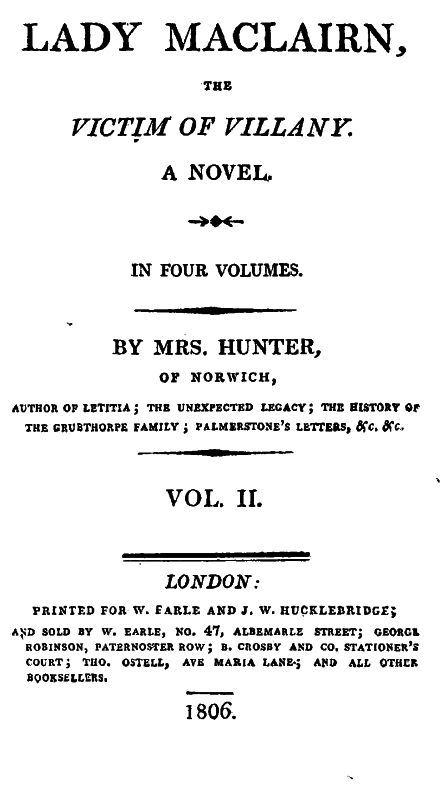 LADY MACLAIRN,
THE
VICTIM OF VILLANY.
A NOVEL.
IN FOUR VOLUMES.
BY MRS. HUNTER,
OF NORWICH,
AUTHOR OF LETITIA; THE UNEXPECTED LEGACY; THE HISTORY OF
THE GRUBTHORPE FAMILY; PALMERSTONE'S LETTERS, &c. &c.
VOL. II.
LONDON:
PRINTED FOR W. EARLE AND J. W. HUCKLEBRIDGE;
AND SOLD BY W. EARLE, NO. 47, ALBEMARLE STREET; GEORGE
ROBINSON, PATERNOSTER ROW; B. CROSBY AND CO. STATIONER'S
COURT; THO. OSTELL, AVE MARIA LANE; AND ALL OTHER
BOOKSELLERS.
1806.